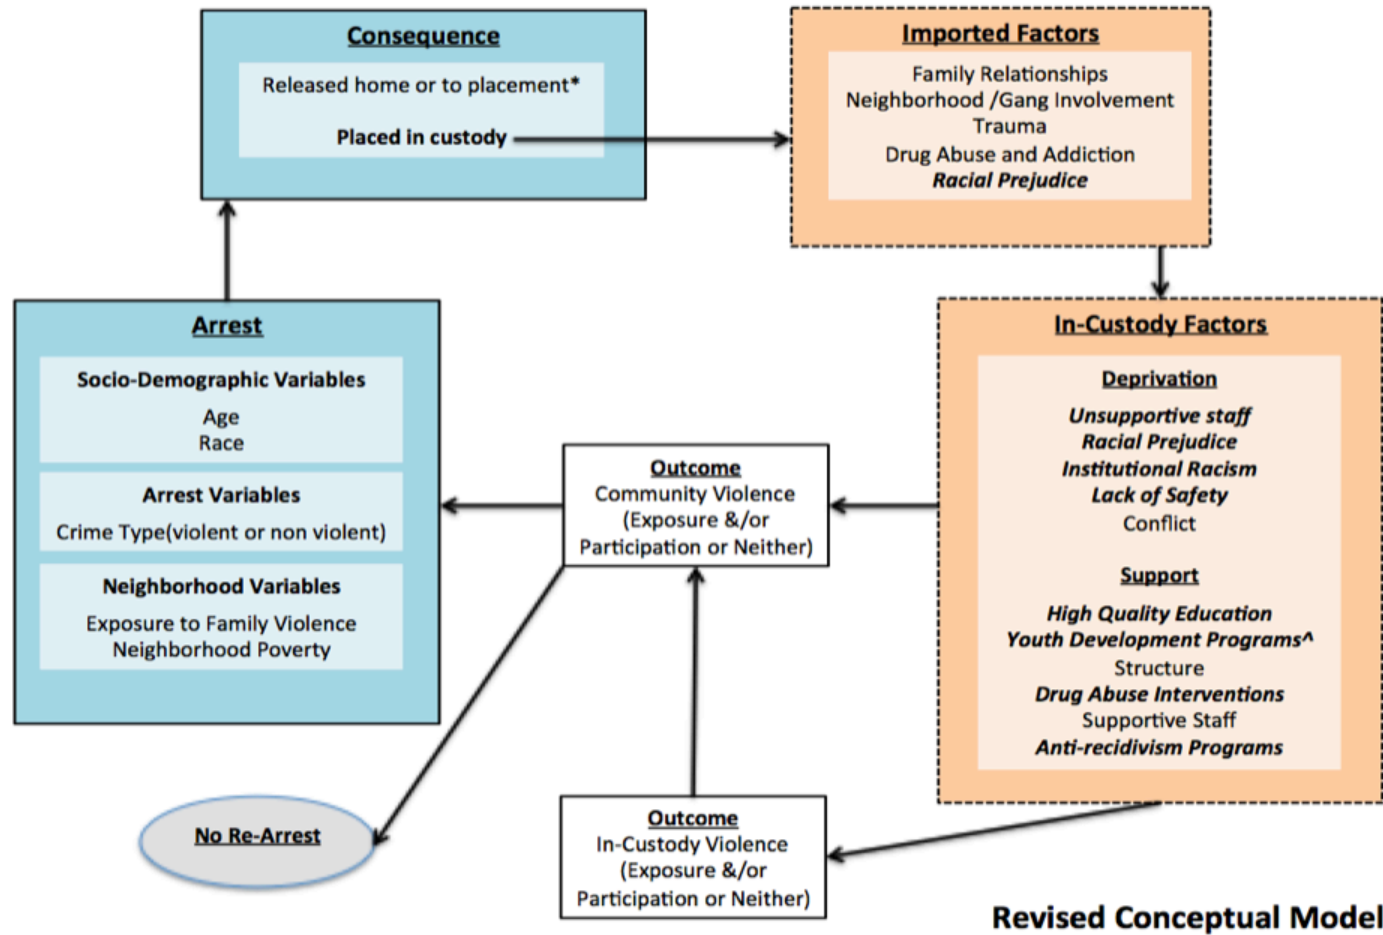 Consequence
Released home or to placement*
Placed in custody
Imported Factors
Family Relationships
Neighborhood /Gang Involvement
Trauma
Drug Abuse and Addiction
Racial Prejudice
Arrest
Socio-Demographic Variables
Age
Race
Arrest Variables
Crime Type(violent or non violent)
Neighborhood Variables
Exposure to Family Violence
Neighborhood Poverty
In-Custody Factors
Deprivation
Unsupportive staff
Racial Prejudice
Institutional Racism
Lack of Safety
Conflict
Support
High Quality Education
Youth Development Programs^
Structure
Drug Abuse Interventions
Supportive Staff
Anti-recidivism Programs
Outcome
Community Violence
(Exposure &/or
Participation or Neither)
No Re-Arrest
Outcome
In-Custody Violence
(Exposure &/or
Participation or Neither)
Revised Conceptual Model